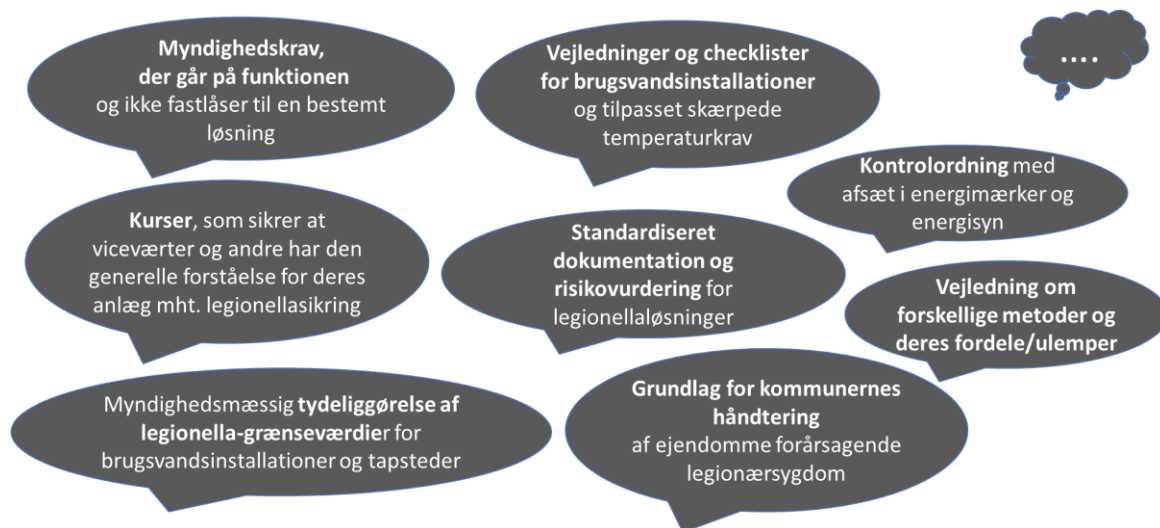 Myndighedskrav,
der går på funktionen
og ikke fastlåser til en bestemt
løsning
Vejledninger og checklister
for brugsvandsinstallationer
og tilpasset skærpede
temperaturkrav
....
Kontrolordning med
afsæt i energimærker og
energisyn
Kurser, som sikrer at
viceværter og andre har den
generelle forståelse for deres
anlæg mht. legionellasikring
Standardiseret
dokumentation og
risikovurdering for
legionellaløsninger
Vejledning om
forskellige metoder og
deres fordele/ulemper
Myndighedsmæssig tydeliggørelse af
legionella-grænseværdier for
brugsvandsinstallationer og tapsteder
Grundlag for kommunernes
håndtering
af ejendomme forårsagende
legionærsygdom